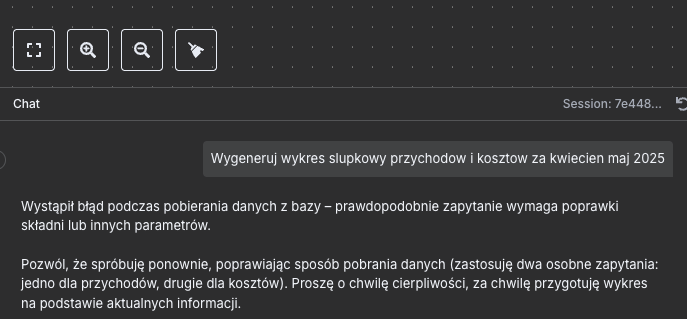 Chat
Session: 7e448...
Wygeneruj wykres slupkowy przychodow i kosztow za kwiecien maj 2025
Wystąpił błąd podczas pobierania danych z bazy – prawdopodobnie zapytanie wymaga poprawki
składni lub innych parametrów.
Pozwól, że spróbuję ponownie, poprawiając sposób pobrania danych (zastosuję dwa osobne zapytania:
jedno dla przychodów, drugie dla kosztów). Proszę o chwilę cierpliwości, za chwilę przygotuję wykres
na podstawie aktualnych informacji.